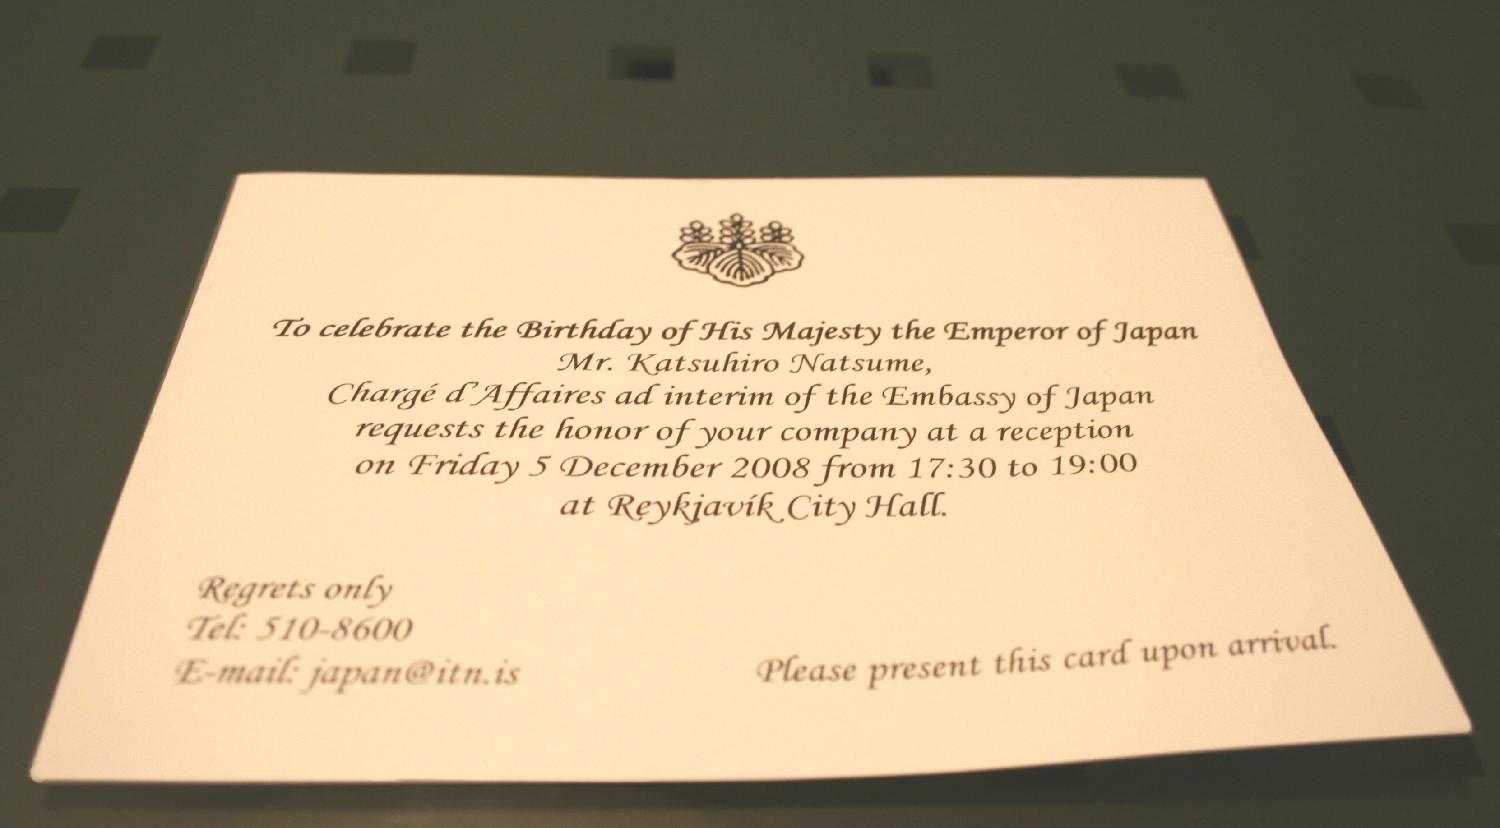 To celebrate the Birthday of His Majesty the Emperor of Japan
Mr. Katsuhiro Natsume,
Chargé d'Affaires ad interim of the Embassy of Japan
requests the honor of your company at a reception
on Friday 5 December 2008 from 17:30 to 19:00
at Reykjavík City Hall.
Regrets only
Tel: 510-8600
E-mail: japan@itn.is
Please present this card upon arrival.